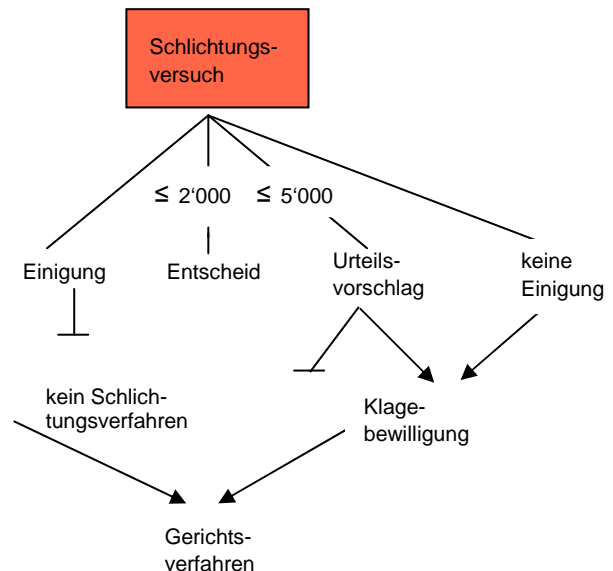 Schlichtungs-
versuch
≤ 2‘000
≤ 5‘000
Einigung
Entscheid
Urteils-
vorschlag
keine
Einigung
kein Schlich-
tungsverfahren
Klage-
bewilligung
Gerichts-
verfahren